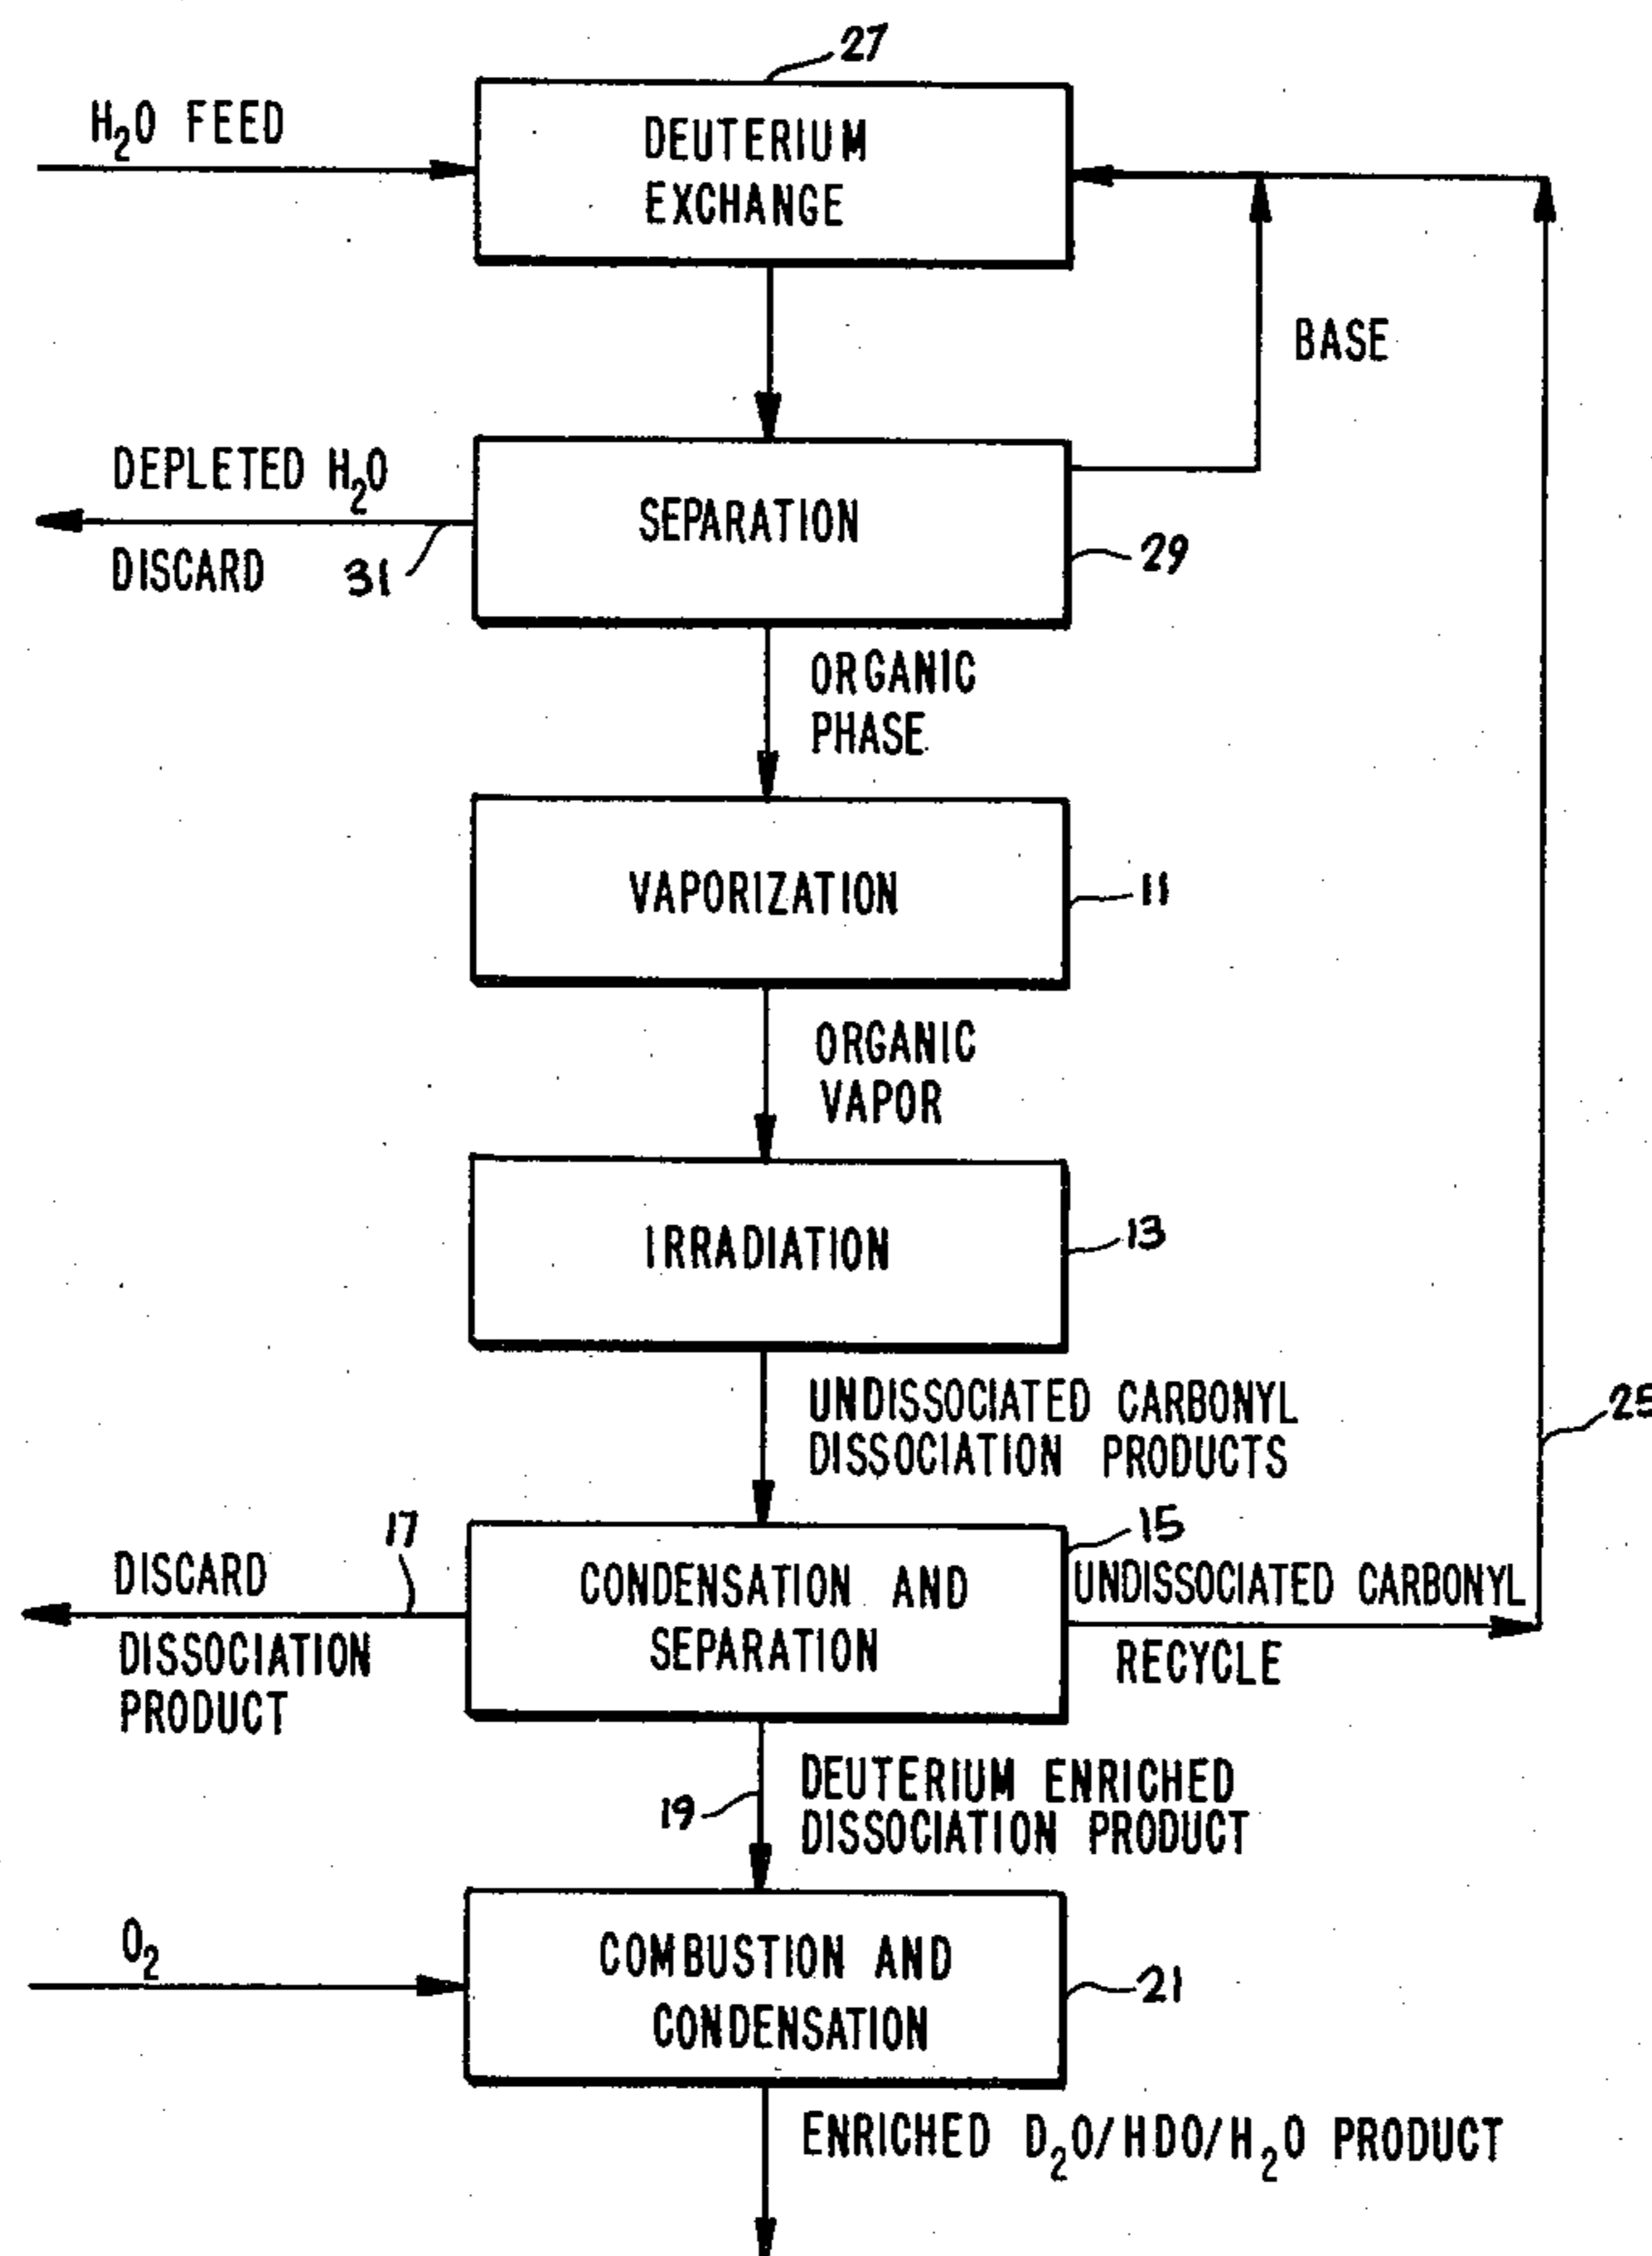 27
H₂O FEED
DEUTERIUM
EXCHANGE
BASE
DEPLETED H₂O
DISCARD
31
SEPARATION
29
ORGANIC
PHASE
VAPORIZATION
11
ORGANIC
VAPOR
IRRADIATION
13
UNDISSOCIATED CARBONYL
DISSOCIATION PRODUCTS
25
17
15
DISCARD
DISSOCIATION
PRODUCT
CONDENSATION AND
SEPARATION
UNDISSOCIATED CARBONYL
RECYCLE
19
DEUTERIUM ENRICHED
DISSOCIATION PRODUCT
O₂
COMBUSTION AND
CONDENSATION
21
ENRICHED D₂O/HDO/H₂O PRODUCT